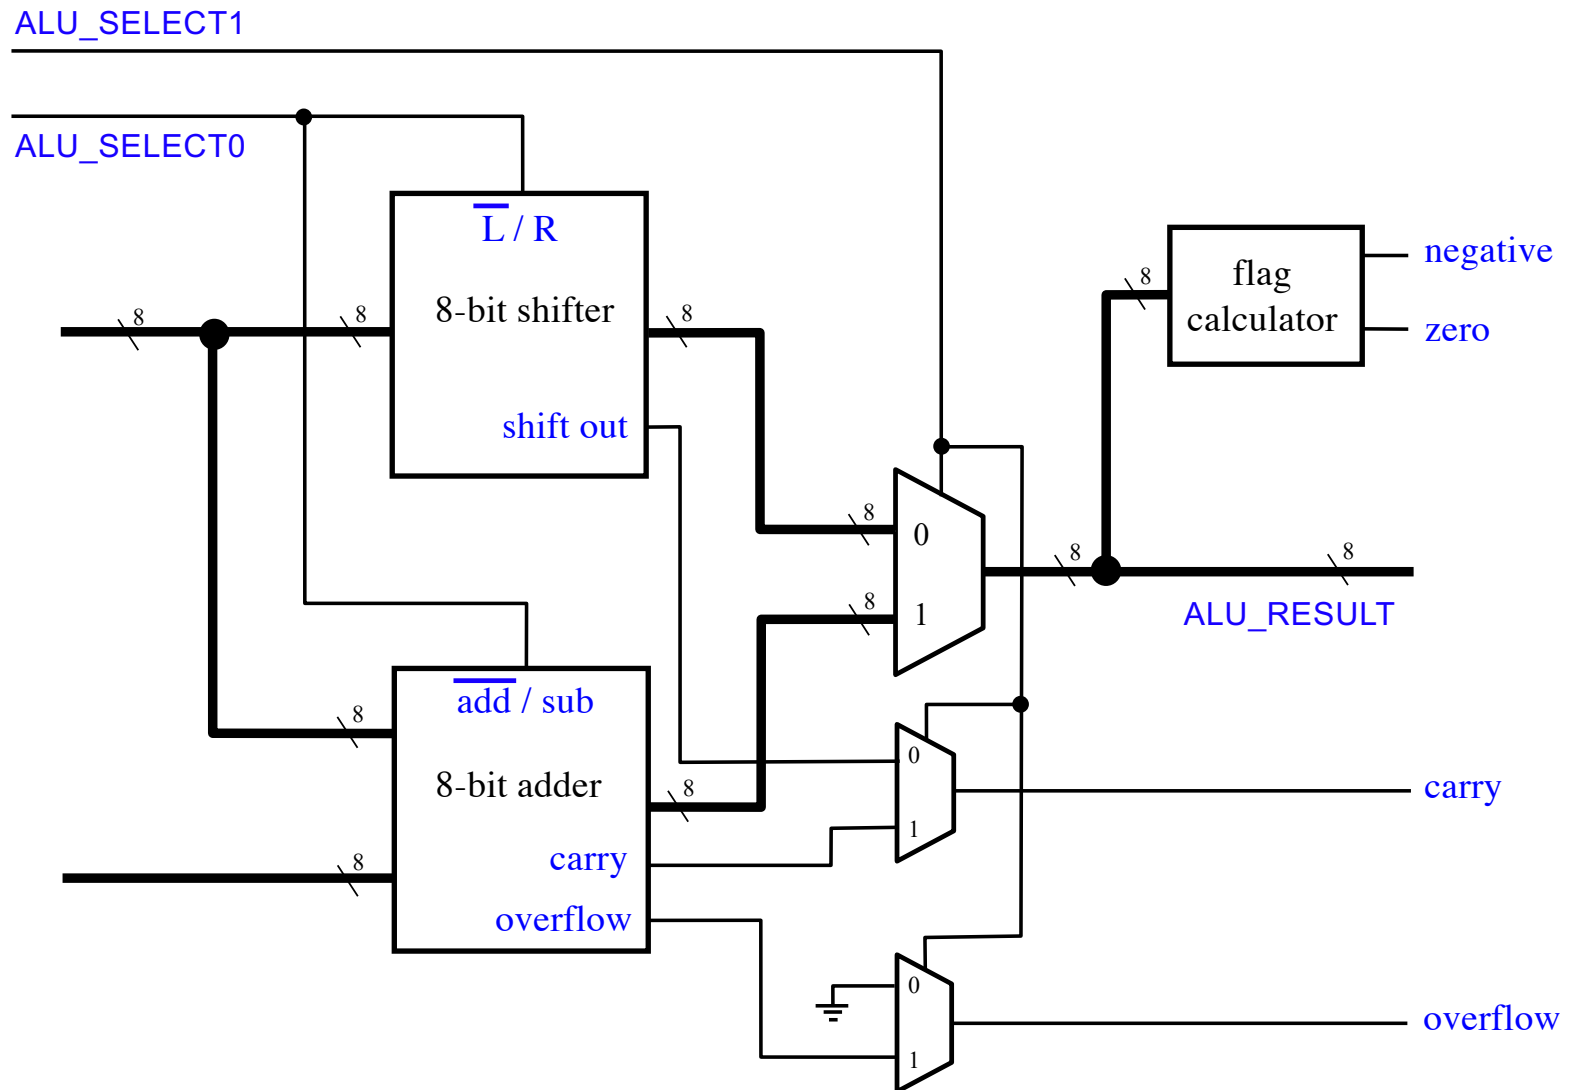 ALU_SELECT1
ALU_SELECT0
L / R
8-bit shifter
shift out
8
8
8
add / sub
8-bit adder
carry
overflow
8
8
8
8
0
8
1
0
1
0
1
8
8
8
flag
calculator
negative
zero
ALU_RESULT
carry
overflow